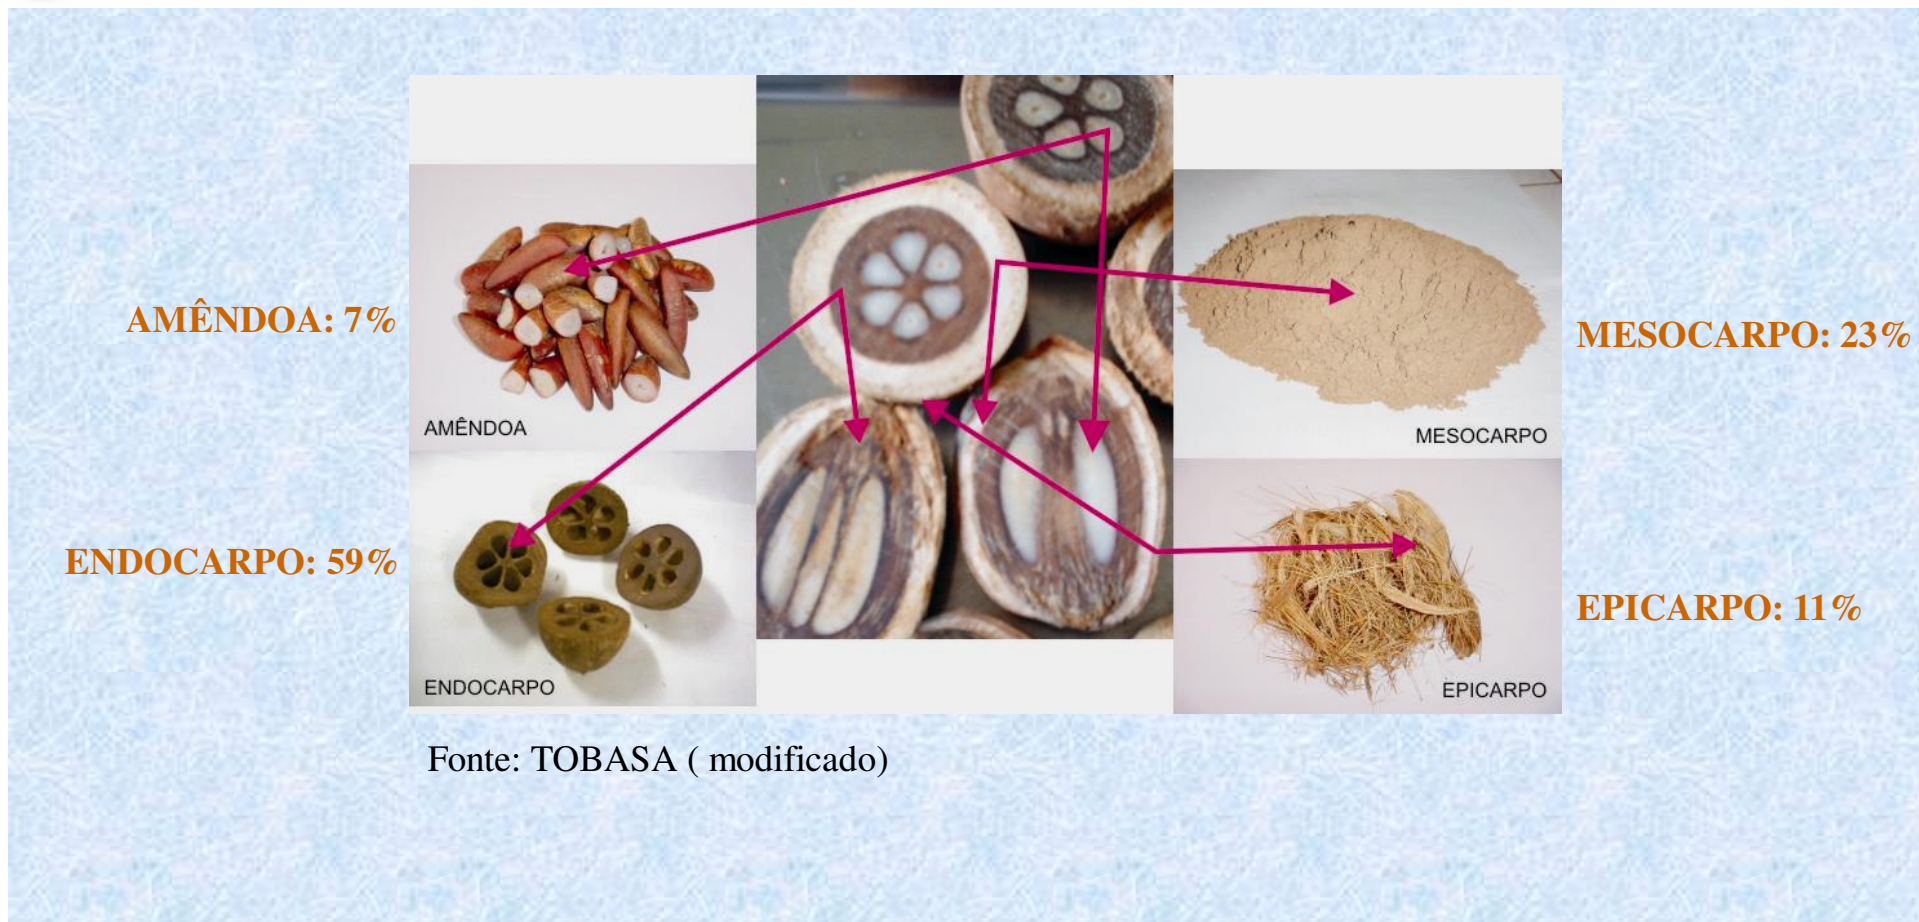 AMÊNDOA: 7%
AMÊNDOA
ENDOCARPO: 59%
ENDOCARPO
MESOCARPO: 23%
MESOCARPO
EPICARPO: 11%
EPICARPO
Fonte: TOBASA ( modificado)